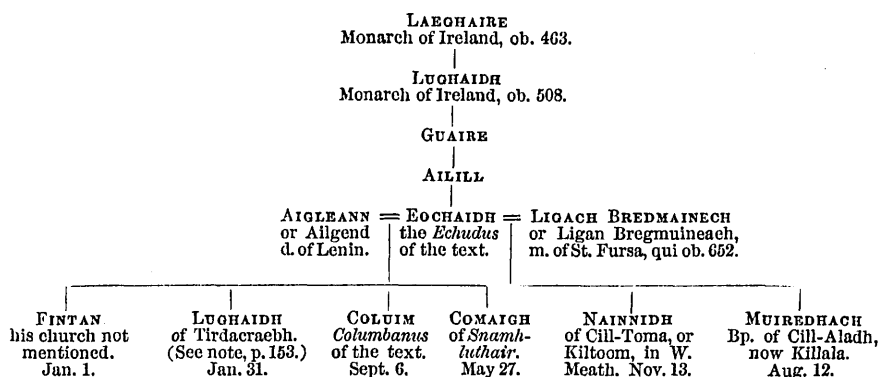 LAEGHAIRE
Monarch of Ireland, ob. 463.
LUGHAIDH
Monarch of Ireland, ob. 508.
GUAIRE
AILILL
AIGLEANN = EOCHAIDH = LIGACH BREDMAINECH
or Ailgend the Echudus or Ligan Bregmuineach,
d. of Lenin. of the text. m. of St. Fursa, qui ob. 652.
FINTAN LUGHAIDH COLUIM COMAIGH NAINNIDH MUIREDHACH
his church not of Tirdacraebh. Columbanus of Snamh- of Cill-Toma, or Bp. of Cill-Aladh,
mentioned. (See note, p. 153.) of the text. luthair. Kiltoom, in W. now Killala.
Jan. 1. Jan. 31. Sept. 6. May 27. Meath. Nov. 13. Aug. 12.